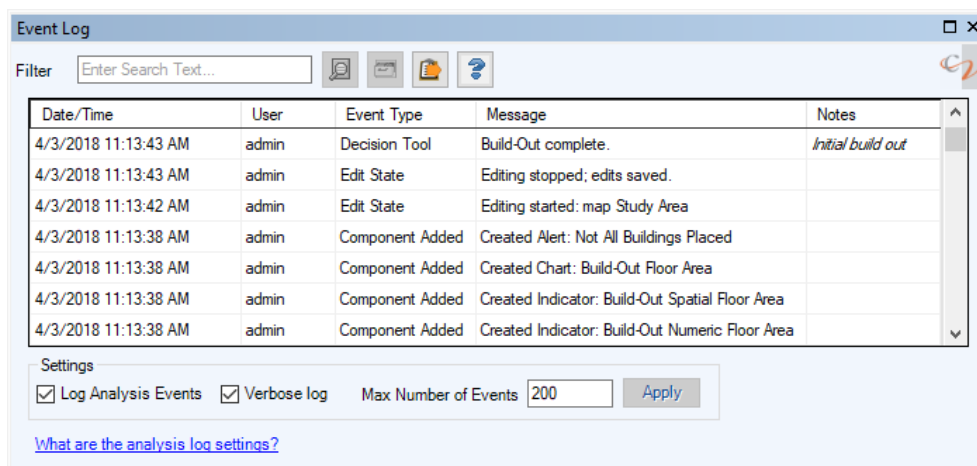 Event Log
Filter Enter Search Text... ?
Date/Time User Event Type Message Notes
4/3/2018 11:13:43 AM admin Decision Tool Build-Out complete. Initial build out
4/3/2018 11:13:43 AM admin Edit State Editing stopped; edits saved.
4/3/2018 11:13:42 AM admin Edit State Editing started: map Study Area
4/3/2018 11:13:38 AM admin Component Added Created Alert: Not All Buildings Placed
4/3/2018 11:13:38 AM admin Component Added Created Chart: Build-Out Floor Area
4/3/2018 11:13:38 AM admin Component Added Created Indicator: Build-Out Spatial Floor Area
4/3/2018 11:13:38 AM admin Component Added Created Indicator: Build-Out Numeric Floor Area
Settings
Log Analysis Events Verbose log Max Number of Events 200 Apply
What are the analysis log settings?